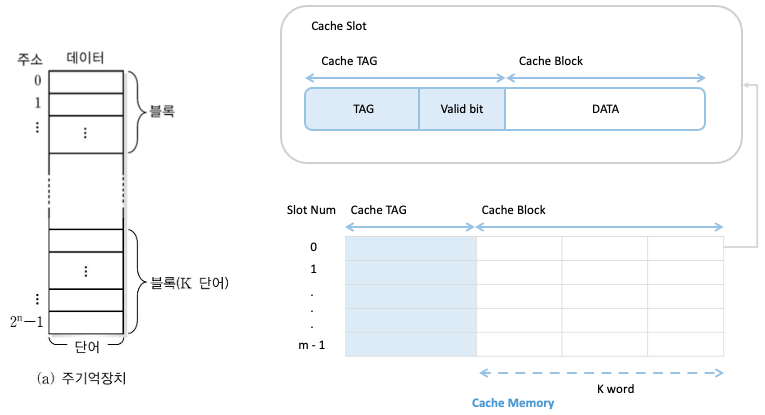 주소 데이터
0
1
⋮ ⋮
블록
⋮
블록(K 단어)
⋮
2ⁿ−1
단어
(a) 주기억장치
Cache Slot
Cache TAG Cache Block
TAG Valid bit DATA
Slot Num Cache TAG Cache Block
0
1
.
.
.
m - 1
K word
Cache Memory